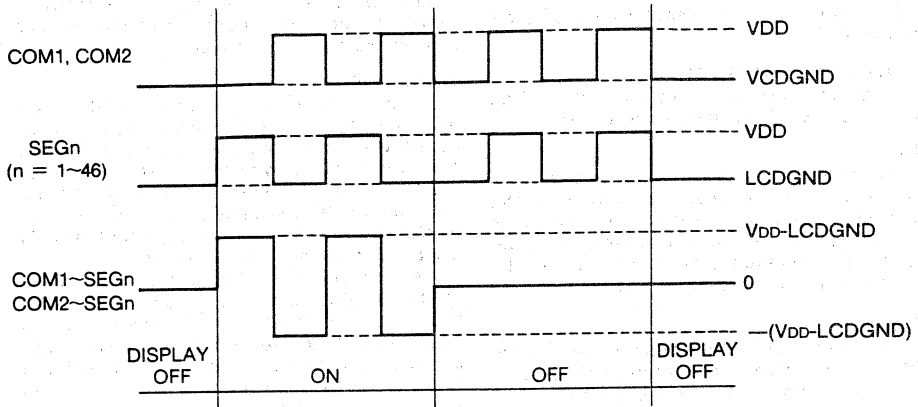 COM1, COM2
VDD
VCDGND
SEGn
(n = 1~46)
VDD
LCDGND
VDD-LCDGND
COM1~SEGn
COM2~SEGn
0
—(VDD-LCDGND)
DISPLAY
OFF
ON
OFF
DISPLAY
OFF